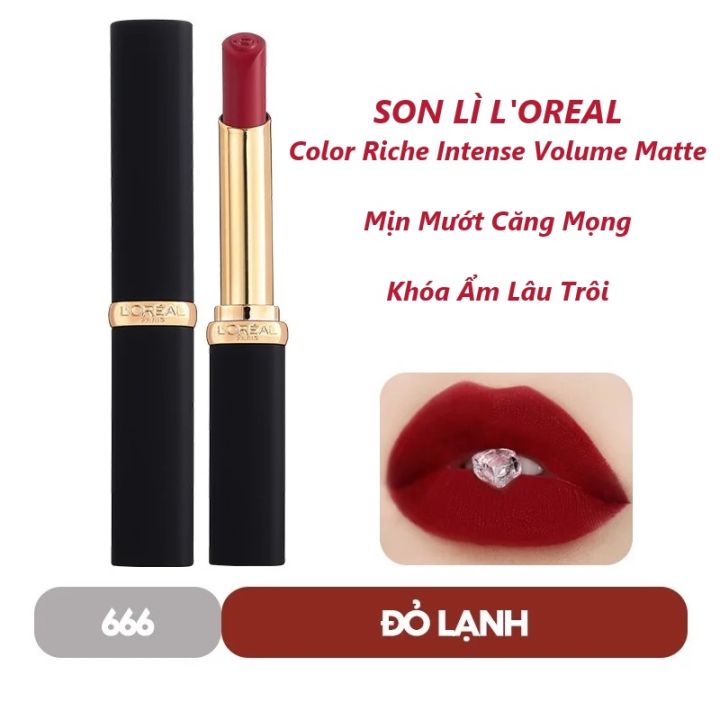 SON LÌ L'OREAL
Color Riche Intense Volume Matte
Mịn Mướt Căng Mọng
Khóa Ẩm Lâu Trôi
L'ORÉAL
PARIS
L'ORÉAL
PARIS
666
ĐỎ LẠNH